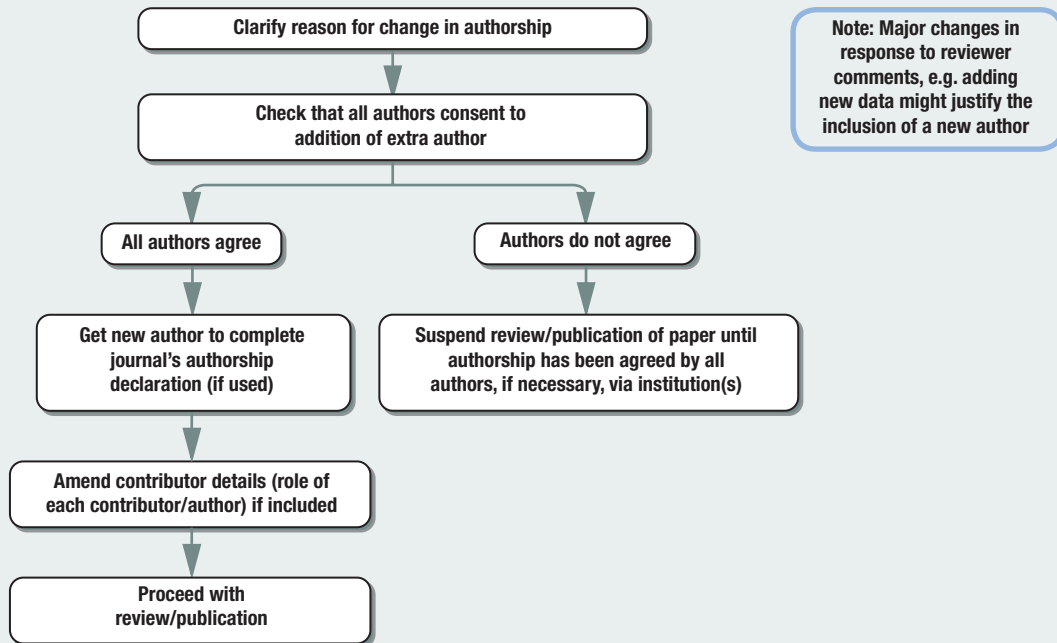 Clarify reason for change in authorship
Note: Major changes in
response to reviewer
comments, e.g. adding
new data might justify the
inclusion of a new author
Check that all authors consent to
addition of extra author
All authors agree
Authors do not agree
Get new author to complete
journal’s authorship
declaration (if used)
Suspend review/publication of paper until
authorship has been agreed by all
authors, if necessary, via institution(s)
Amend contributor details (role of
each contributor/author) if included
Proceed with
review/publication